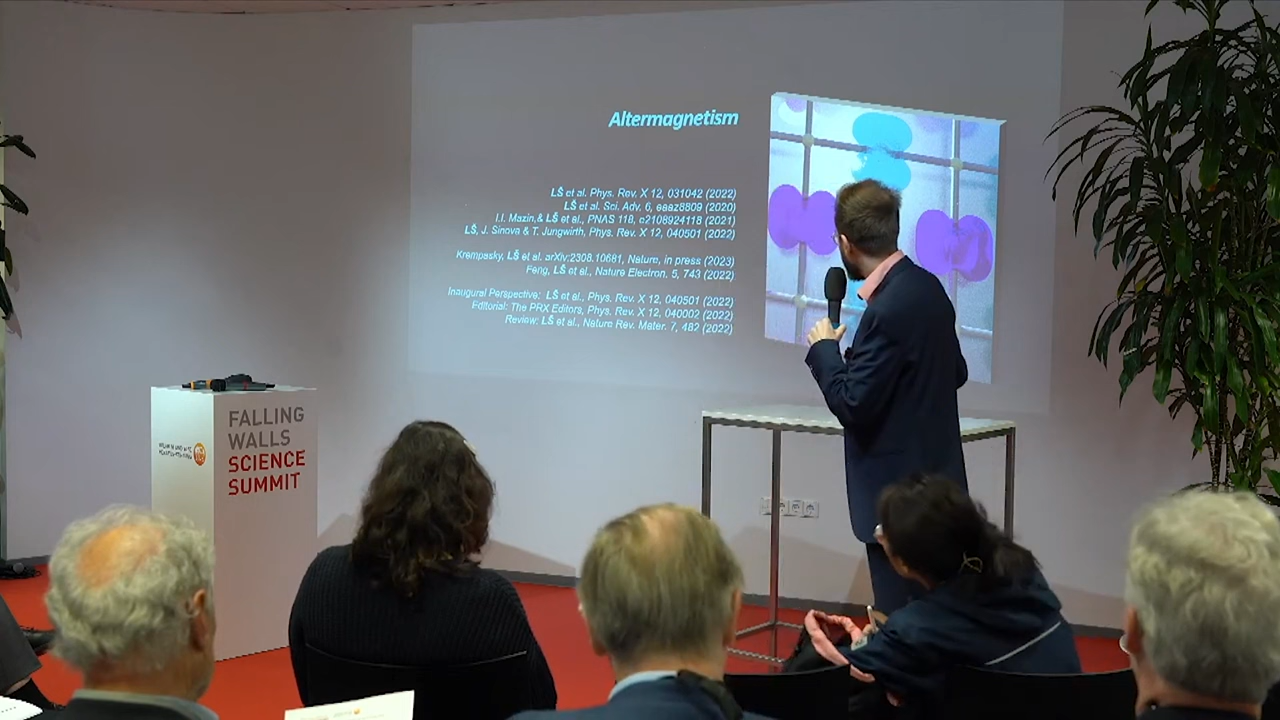 Altermagnetism
LŠ et al. Phys. Rev. X 12, 031042 (2022)
LŠ et al. Sci. Adv. 6, eaaz8809 (2020)
I.I. Mazin,& LŠ et al., PNAS 118, e2108924118 (2021)
LŠ, J. Sinova & T. Jungwirth, Phys. Rev. X 12, 040501 (2022)
Krempasky, LŠ et al. arXiv:2308.10681, Nature, in press (2023)
Feng, LŠ et al., Nature Electron. 5, 743 (2022)
Inaugural Perspective: LŠ et al., Phys. Rev. X 12, 040501 (2022)
Editorial: The PRX Editors, Phys. Rev. X 12, 040002 (2022)
Review: LŠ et al., Nature Rev. Mater. 7, 482 (2022)
FALLING
WALLS
SCIENCE
SUMMIT